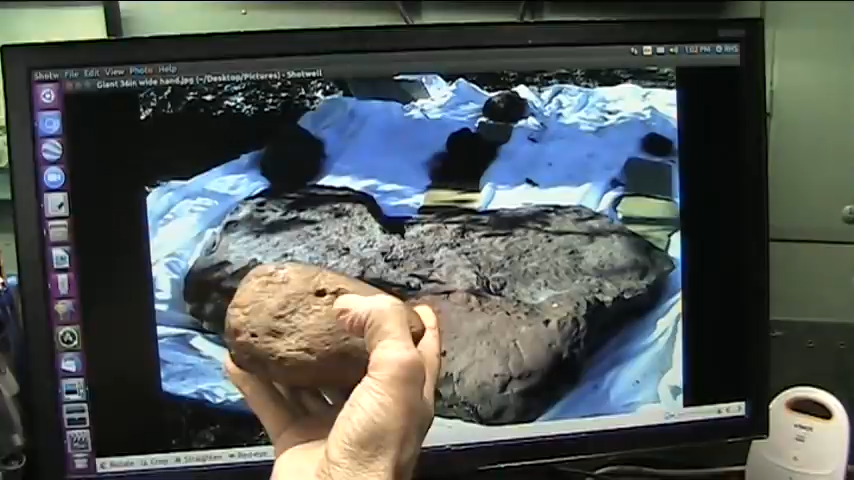 Shotw File Edit View Photo Help
1:02 PM RHS
Giant 36in wide hand.jpg (~/Desktop/Pictures) - Shotwell
Rotate Crop Straighten Red-eye